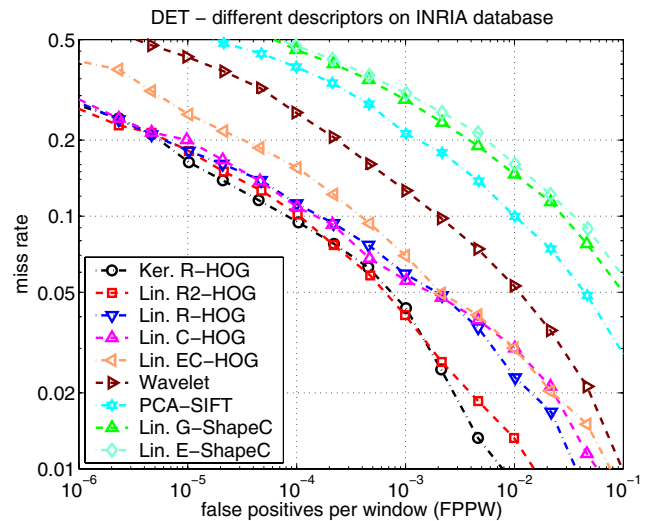 DET − different descriptors on INRIA database
0.5
0.2
0.1
0.05
0.02
0.01
miss rate
Ker. R−HOG
Lin. R2−HOG
Lin. R−HOG
Lin. C−HOG
Lin. EC−HOG
Wavelet
PCA−SIFT
Lin. G−ShapeC
Lin. E−ShapeC
10⁻⁶ 10⁻⁵ 10⁻⁴ 10⁻³ 10⁻² 10⁻¹
false positives per window (FPPW)